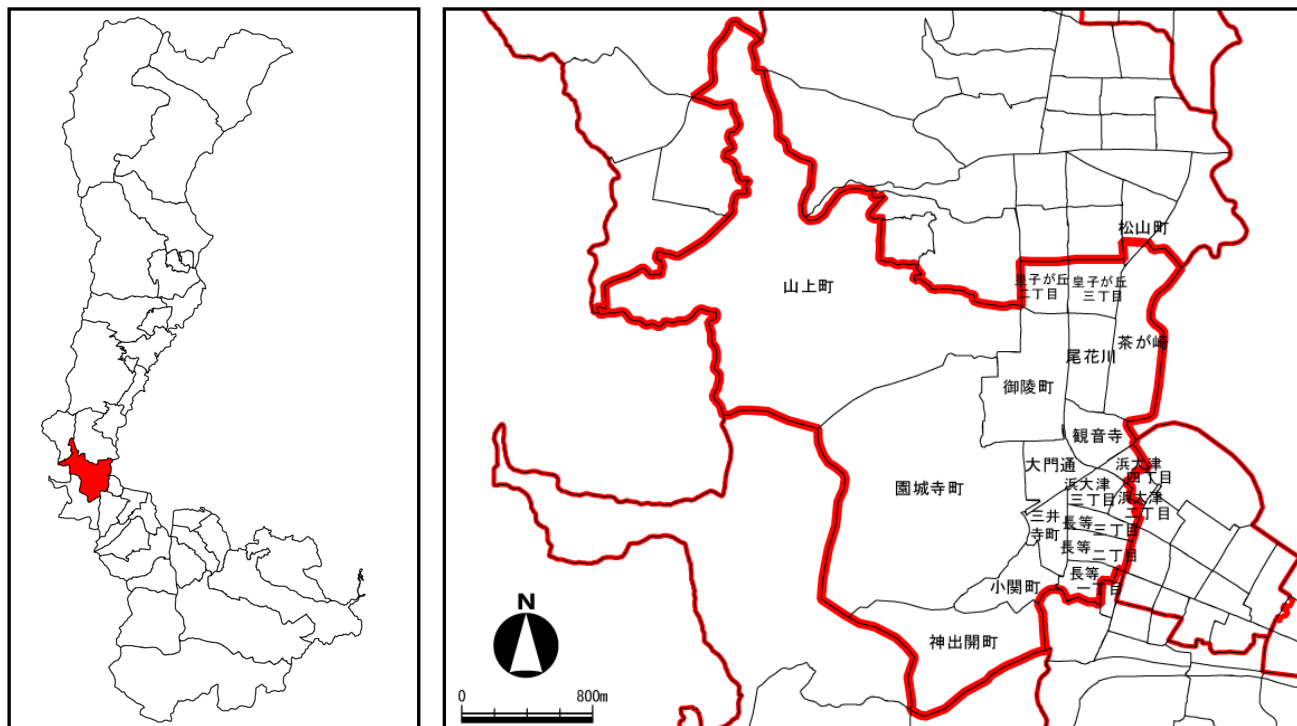 松山町
皇子が丘
二丁目
皇子が丘
三丁目
山上町
茶が崎
尾花川
御陵町
観音寺
大門通
浜大津
四丁目
園城寺町
浜大津
三丁目
浜大津
二丁目
三井
寺町
長等
三丁目
長等
二丁目
長等
一丁目
小関町
神出開町
N
0
800m